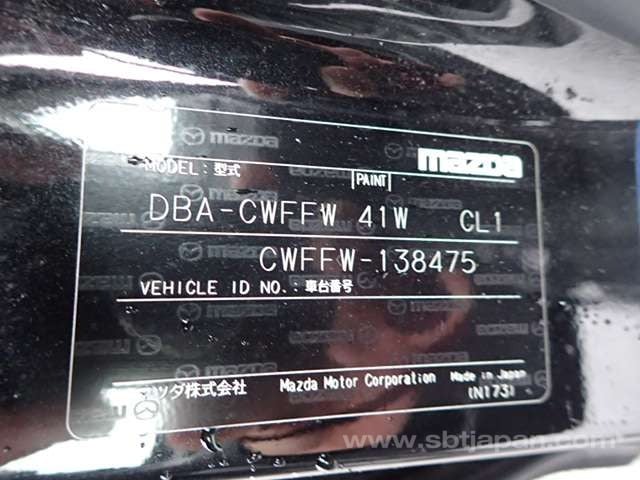 mazda
MODEL：型式
PAINT
DBA-CWFFW 41W CL1
CWFFW-138475
VEHICLE ID NO.：車台番号
マツダ株式会社 Mazda Motor Corporation Made in Japan
(N173)
www.sbtjapan.com